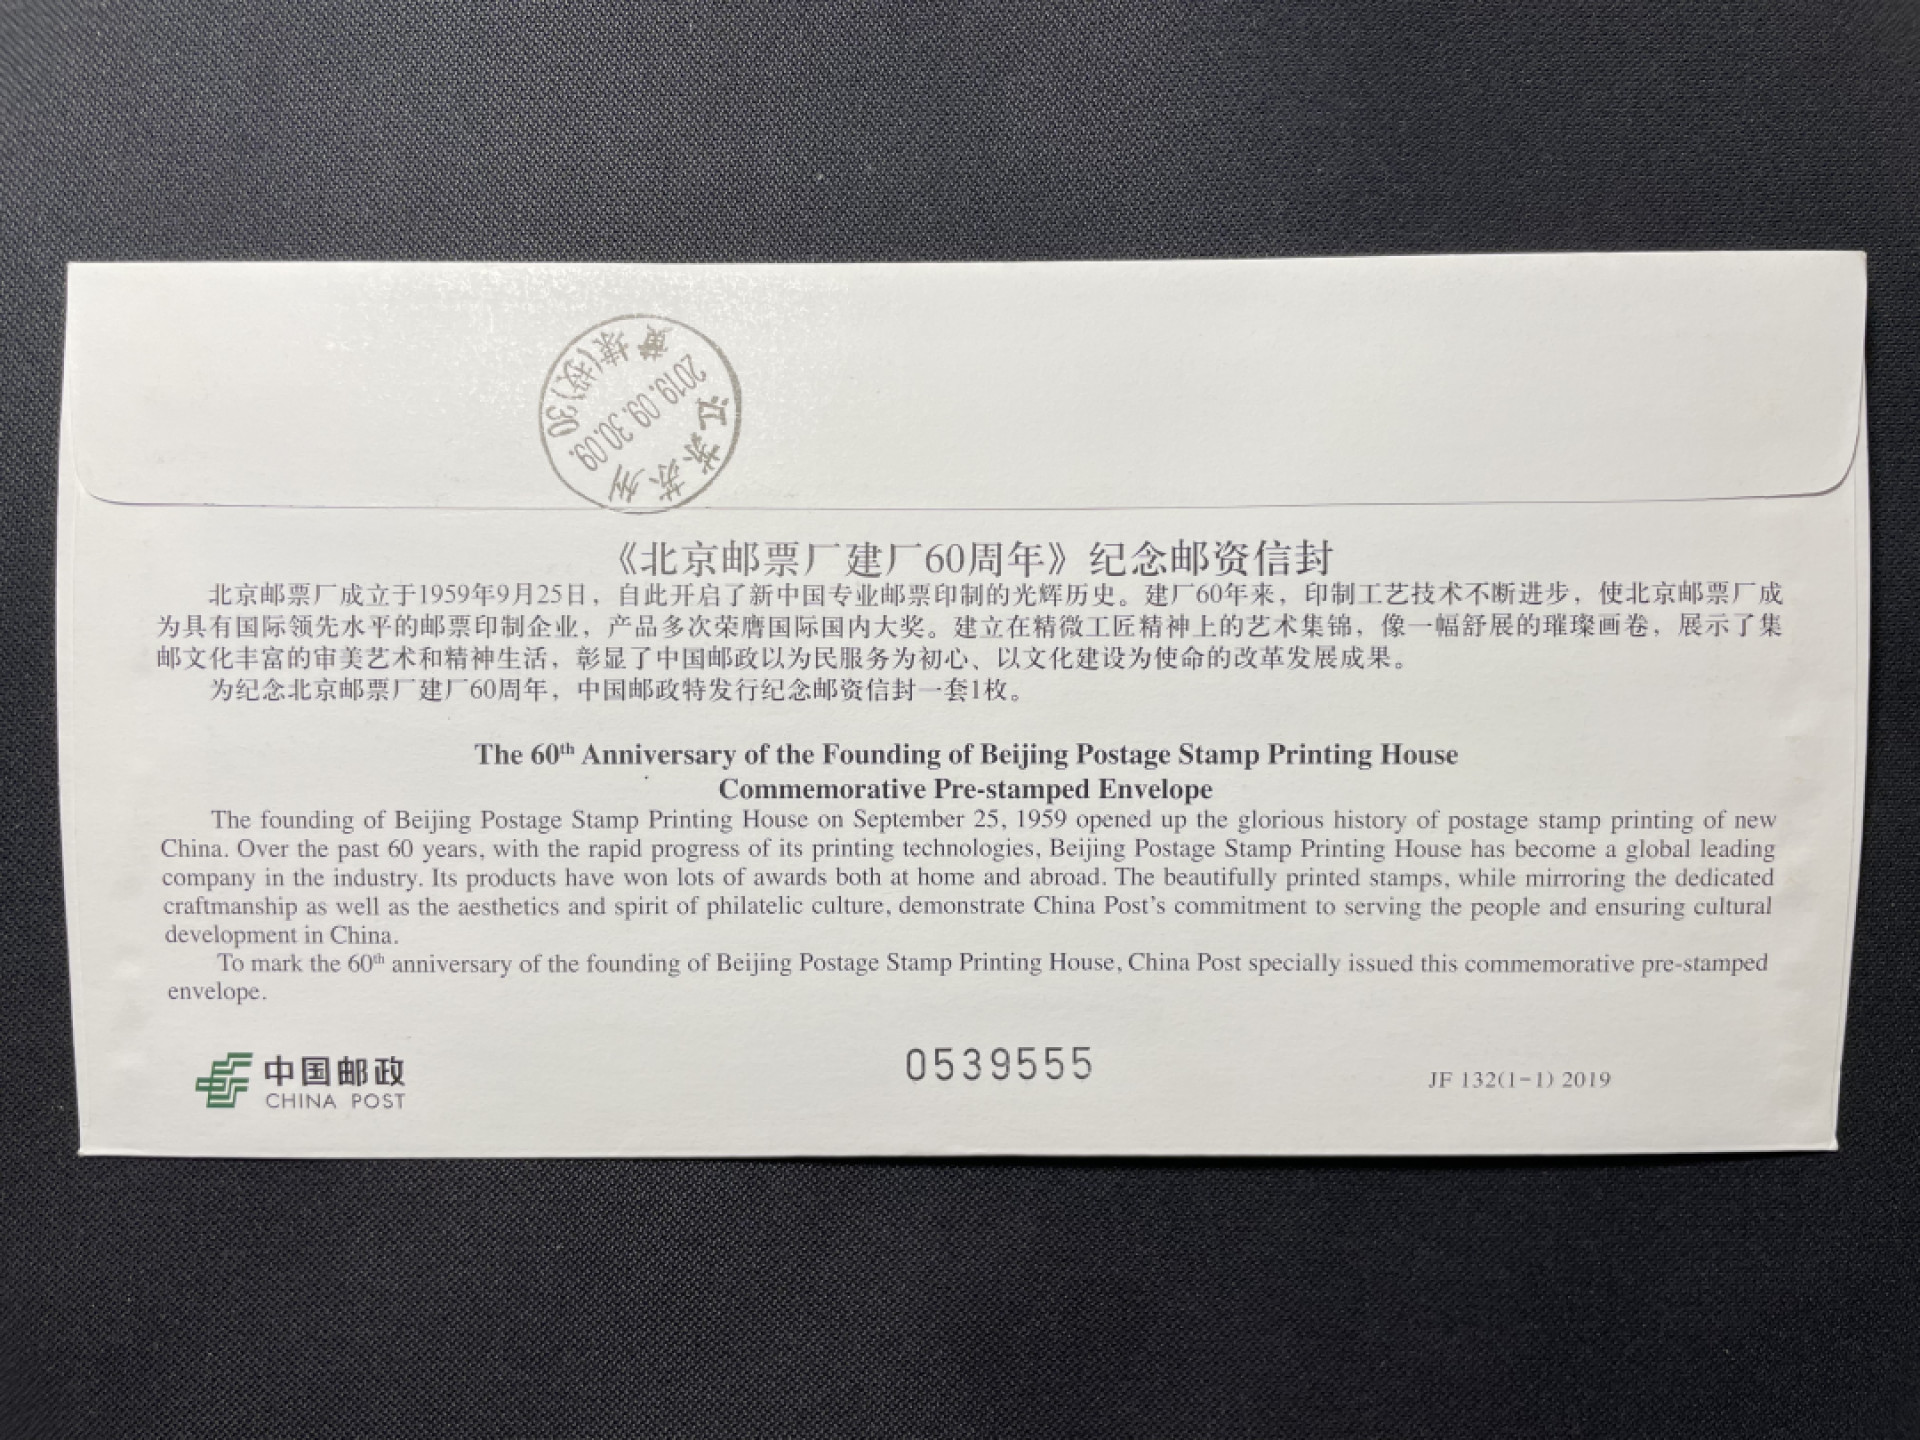 江苏苏州
2019.09.30.09.
黄埭(投)30
《北京邮票厂建厂60周年》纪念邮资信封
北京邮票厂成立于1959年9月25日，自此开启了新中国专业邮票印制的光辉历史。建厂60年来，印制工艺技术不断进步，使北京邮票厂成
为具有国际领先水平的邮票印制企业，产品多次荣膺国际国内大奖。建立在精微工匠精神上的艺术集锦，像一幅舒展的璀璨画卷，展示了集
邮文化丰富的审美艺术和精神生活，彰显了中国邮政以为民服务为初心、以文化建设为使命的改革发展成果。
为纪念北京邮票厂建厂60周年，中国邮政特发行纪念邮资信封一套1枚。
The 60th Anniversary of the Founding of Beijing Postage Stamp Printing House
Commemorative Pre-stamped Envelope
The founding of Beijing Postage Stamp Printing House on September 25, 1959 opened up the glorious history of postage stamp printing of new
China. Over the past 60 years, with the rapid progress of its printing technologies, Beijing Postage Stamp Printing House has become a global leading
company in the industry. Its products have won lots of awards both at home and abroad. The beautifully printed stamps, while mirroring the dedicated
craftmanship as well as the aesthetics and spirit of philatelic culture, demonstrate China Post's commitment to serving the people and ensuring cultural
development in China.
To mark the 60th anniversary of the founding of Beijing Postage Stamp Printing House, China Post specially issued this commemorative pre-stamped
envelope.
中国邮政
CHINA POST
0539555
JF 132(1-1) 2019